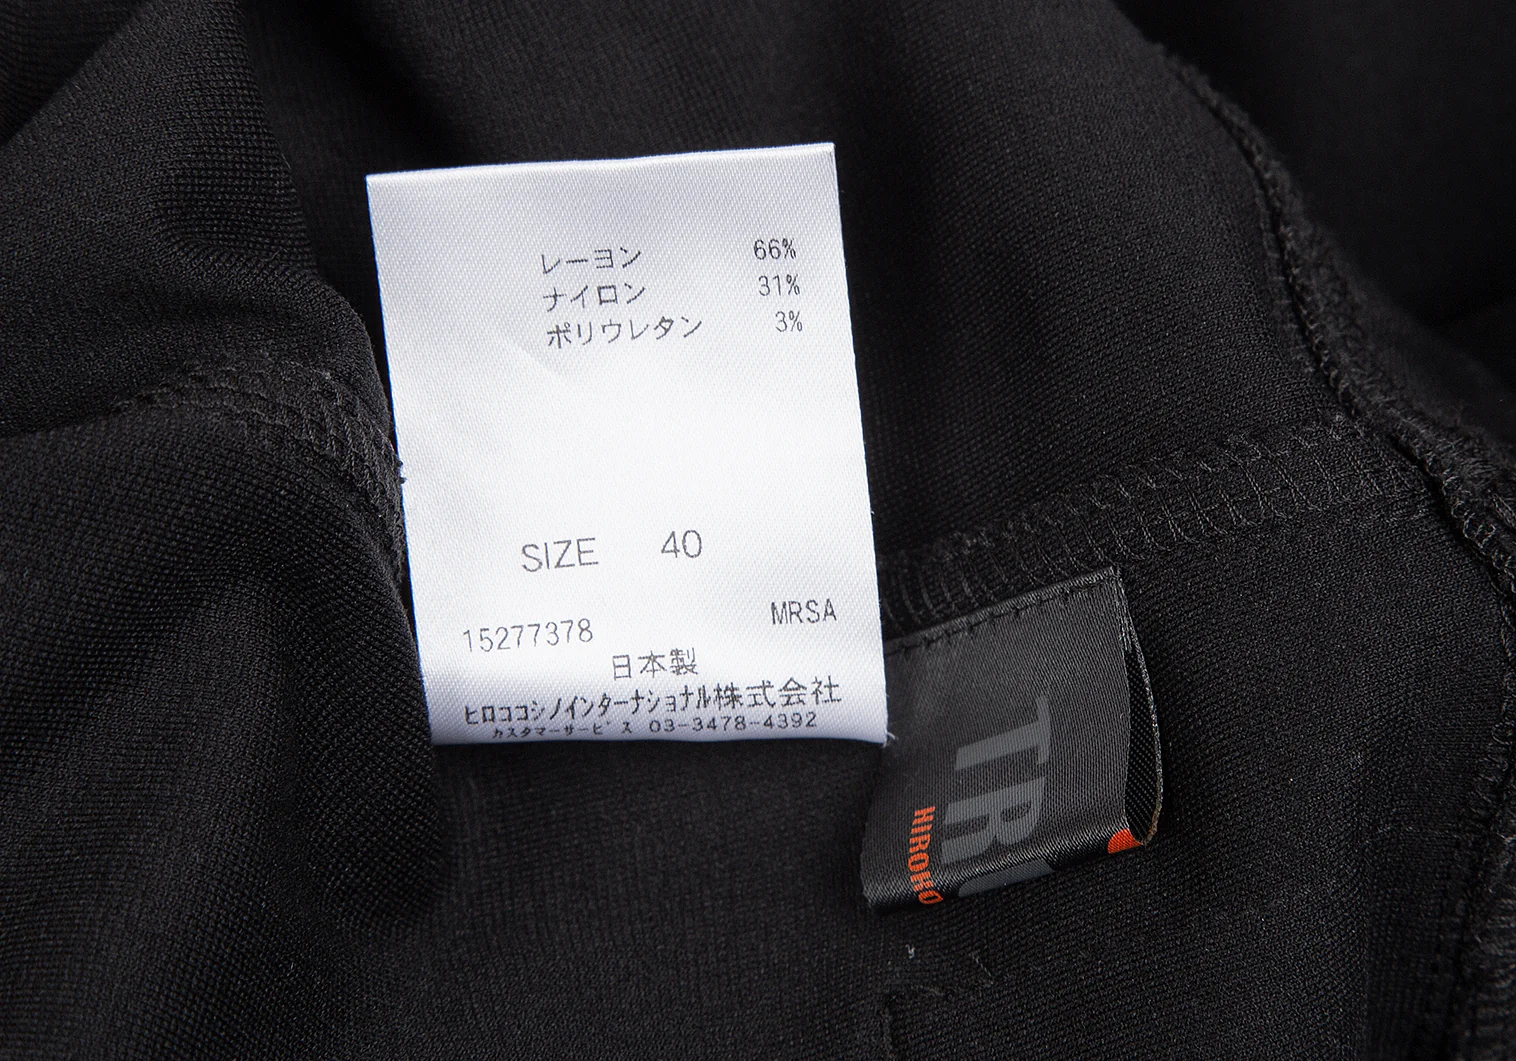 レーヨン 66%
ナイロン 31%
ポリウレタン 3%
SIZE 40
MRSA
15277378
日本製
ヒロココシノインターナショナル株式会社
カスタマーサービス 03-3478-4392
TR
HIROKO